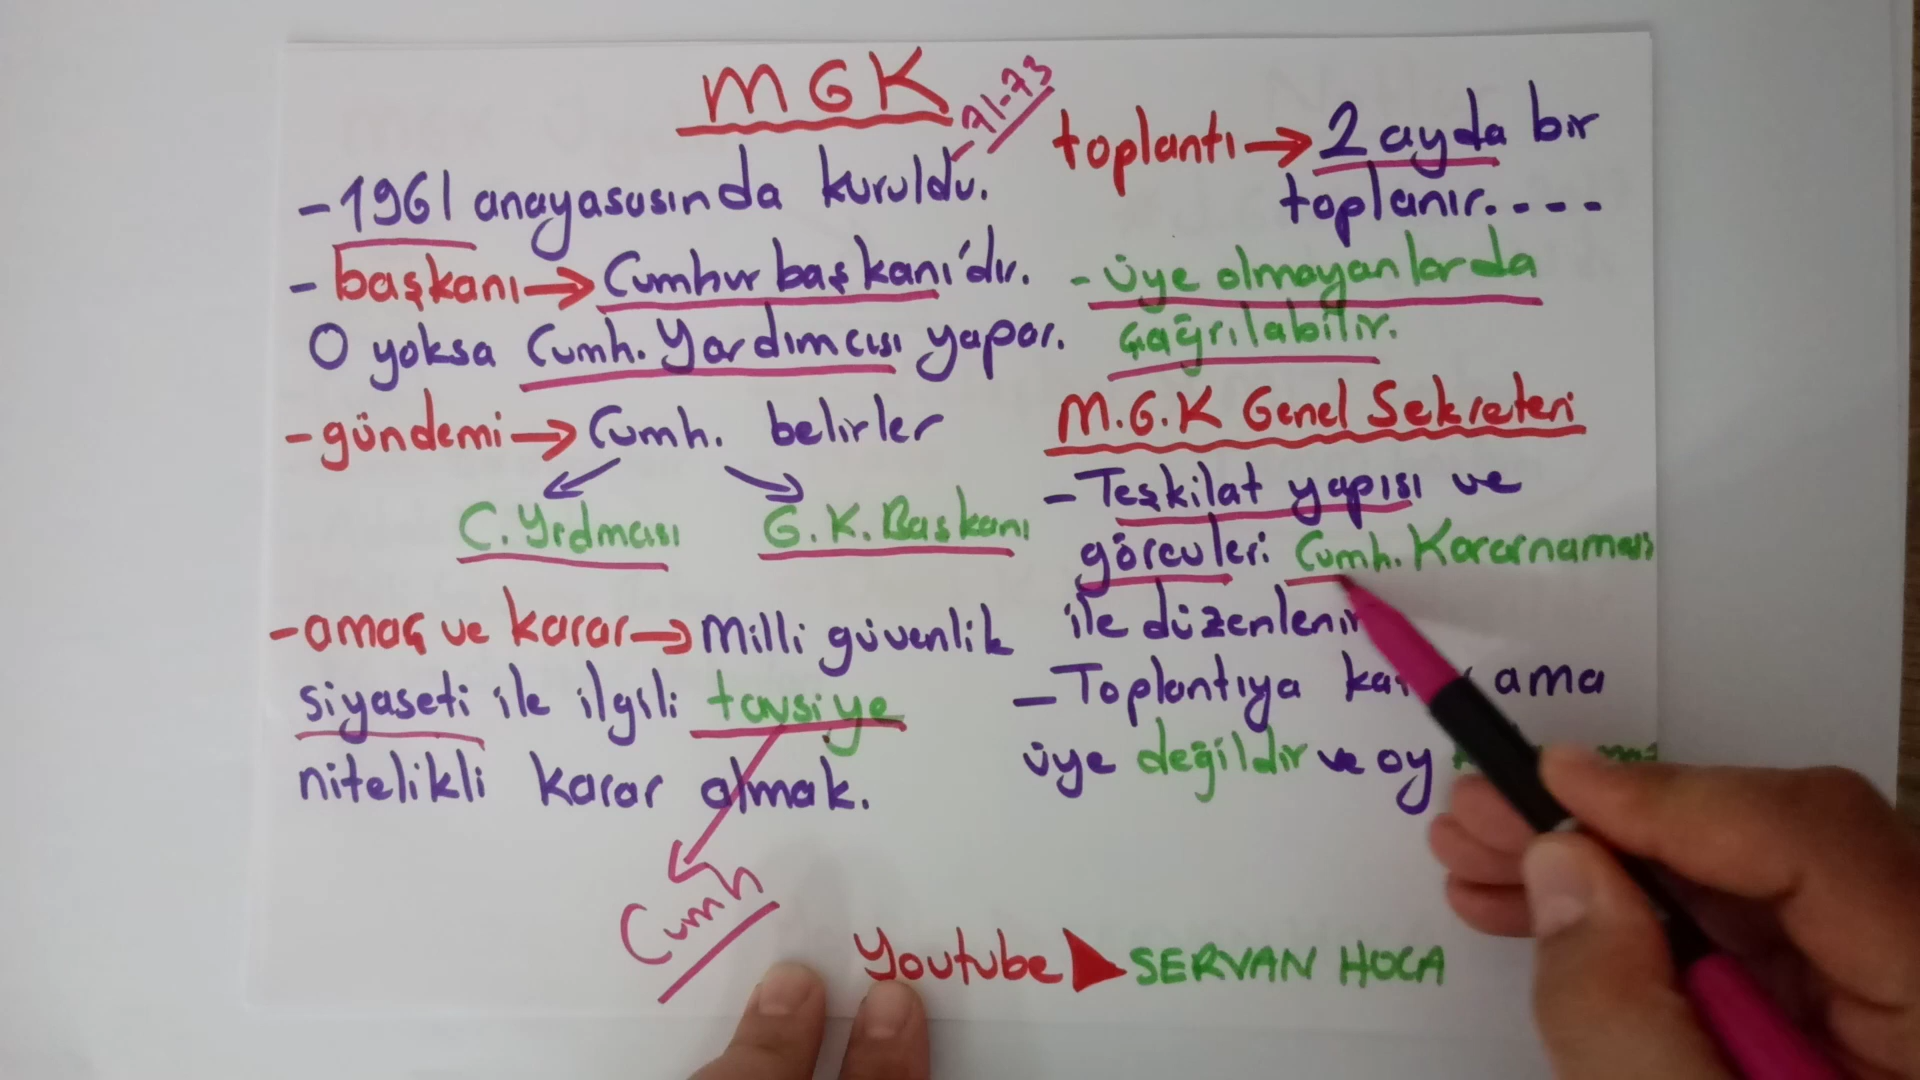 MGK
71-73
- 1961 anayasasında kuruldu.
- başkanı → Cumhur başkanı'dır.
O yoksa Cumh. Yardımcısı yapar.
- gündemi → Cumh. belirler
C. Yrdmcısı G.K. Başkanı
- amaç ve karar → Milli güvenlik
siyaseti ile ilgili tavsiye
nitelikli karar almak.
Cumh
toplantı → 2 ayda bir
toplanır....
- üye olmayanlarda
çağrılabilir.
M.G.K Genel Sekreteri
- Teşkilat yapısı ve
görevleri Cumh. Kararnamesi
ile düzenlenir
- Toplantıya ama
üye değildir ve oy
Youtube ▶ SERVAN HOCA